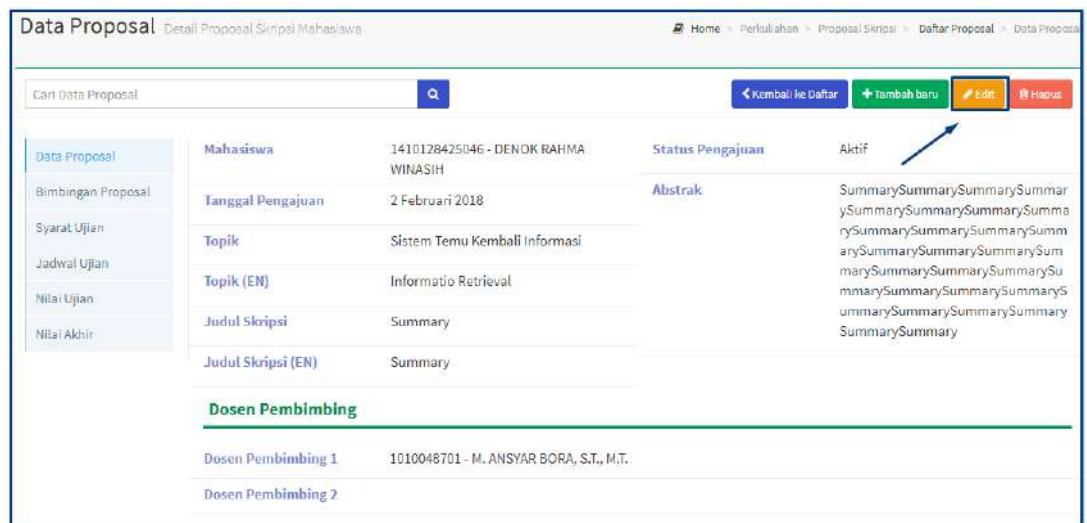 Data Proposal Detail Proposal Skripsi Mahasiswa
Home > Perkuliahan > Proposal Skripsi > Daftar Proposal > Data Proposal
Cari Data Proposal
Kembali ke Daftar
Tambah baru
Edit
Hapus
Data Proposal
Bimbingan Proposal
Syarat Ujian
Jadwal Ujian
Nilai Ujian
Nilai Akhir
Mahasiswa 1410128425046 - DENOK RAHMA
WINASIH
Tanggal Pengajuan 2 Februari 2018
Topik Sistem Temu Kembali Informasi
Topik (EN) Informatio Retrieval
Judul Skripsi Summary
Judul Skripsi (EN) Summary
Status Pengajuan Aktif
Abstrak SummarySummarySummarySummar
ySummarySummarySummarySumma
rySummarySummarySummarySumm
arySummarySummarySummarySum
marySummarySummarySummarySu
mmarySummarySummarySummaryS
ummarySummarySummarySummary
SummarySummary
Dosen Pembimbing
Dosen Pembimbing 1 1010048701 - M. ANSYAR BORA, S.T., M.T.
Dosen Pembimbing 2